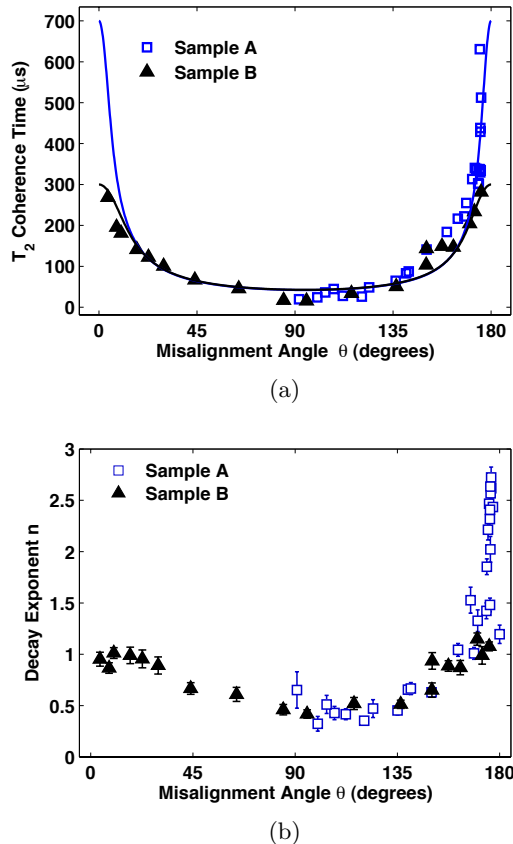 700
600
500
400
300
200
100
0
T2 Coherence Time (μs)
Sample A
Sample B
0 45 90 135 180
Misalignment Angle θ (degrees)
(a)
3
2.5
2
1.5
1
0.5
0
Decay Exponent n
Sample A
Sample B
0 45 90 135 180
Misalignment Angle θ (degrees)
(b)